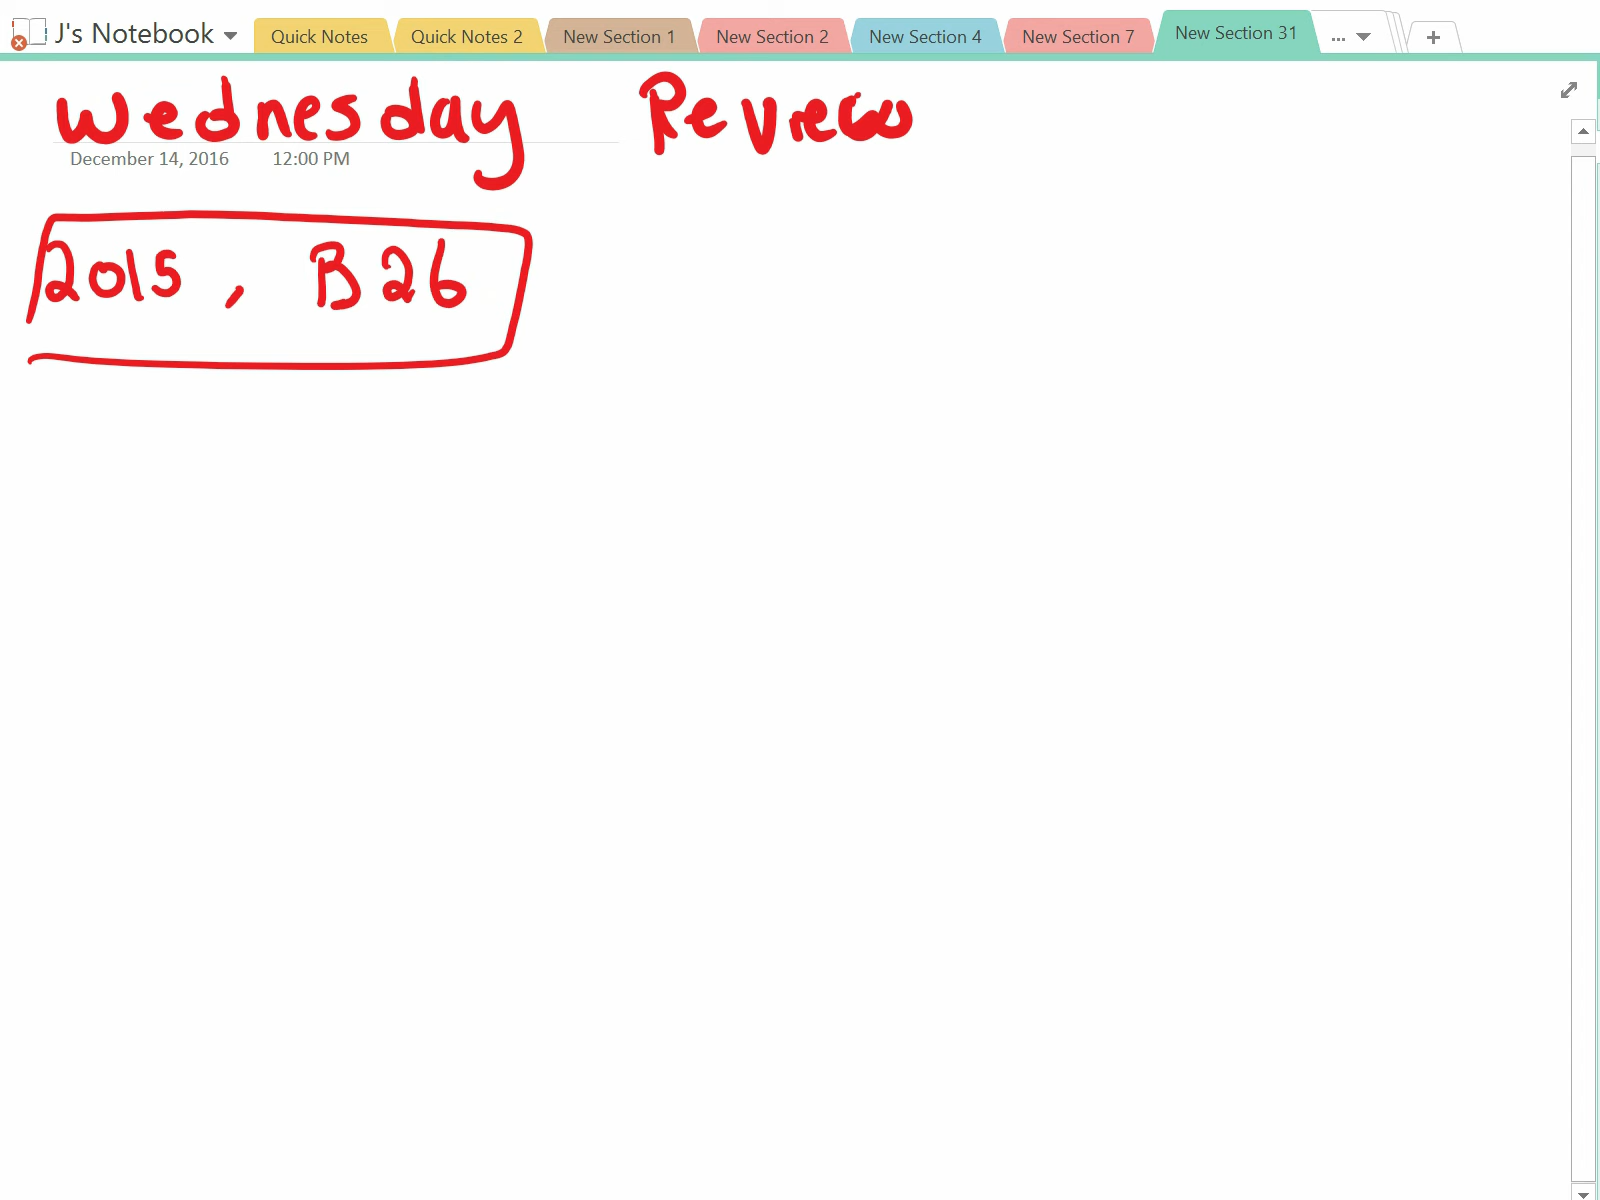 J's Notebook Quick Notes Quick Notes 2 New Section 1 New Section 2 New Section 4 New Section 7 New Section 31 ... +
Wednesday Review
December 14, 2016 12:00 PM
2015, B26